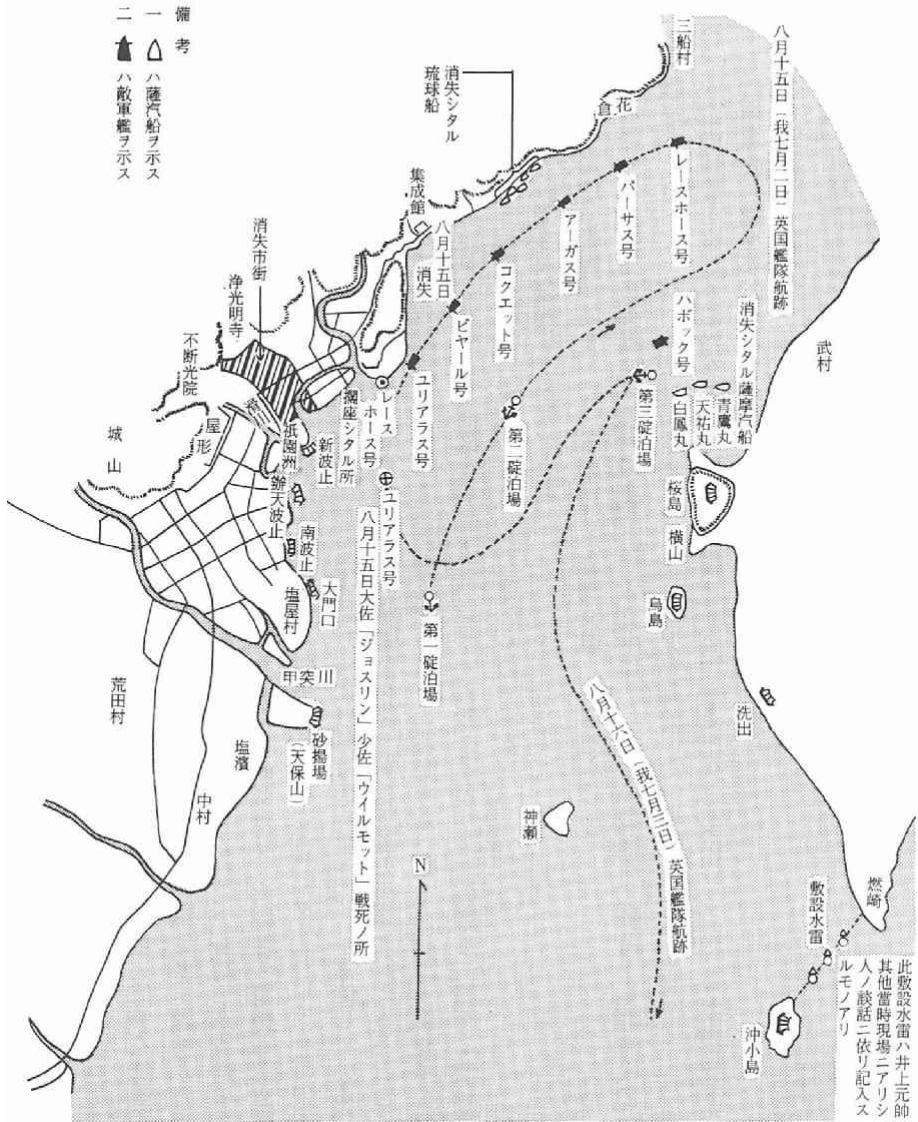 備考
一 ハ薩汽船ヲ示ス
二 ハ敵軍艦ヲ示ス
八月十五日(我七月二日)英国艦隊航跡
三船村
花倉
消失シタル
琉球船
集成館
八月十五日
消失
レースホース号
パーサス号
アーガス号
コクエット号
ピヤール号
ユリアラス号
ハボック号
武村
消失シタル薩摩汽船
青鷹丸
天祐丸
白鳳丸
第三碇泊場
第二碇泊場
第一碇泊場
桜島
横山
烏島
洗出
燃崎
敷設水雷
沖小島
此敷設水雷ハ井上元帥
其他当時現場ニアリシ
人ノ談話ニ依リ記入ス
ルモノアリ
消失市街
浄光明寺
不断光院
城山
屋形
レース
ホース号
擱座シタル所
祇園洲
新波止
辨天波止
南波止
大門口
塩屋村
甲突川
砂揚場
(天保山)
荒田村
中村
塩濱
ユリアラス号
八月十五日大佐「ジョスリン」少佐「ウイルモット」戦死ノ所
神瀬
N
八月十六日(我七月三日)英国艦隊航跡